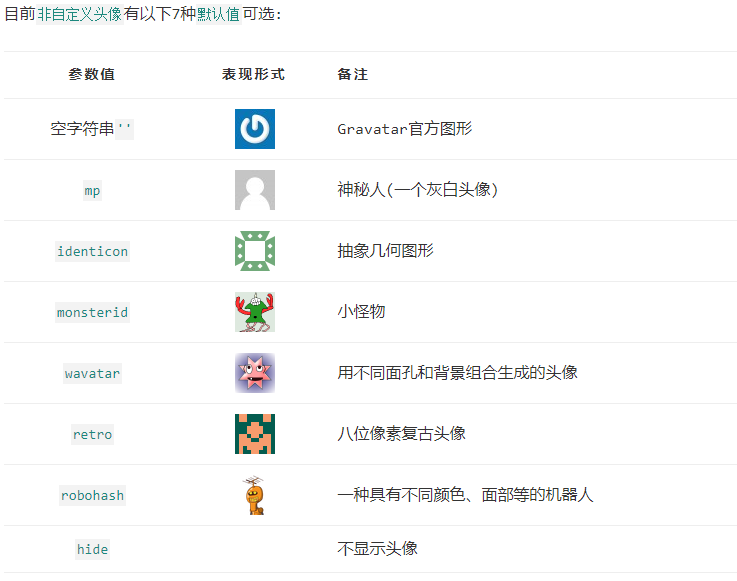 目前非自定义头像有以下7种默认值可选：
参数值 表现形式 备注
空字符串'' Gravatar官方图形
mp 神秘人(一个灰白头像)
identicon 抽象几何图形
monsterid 小怪物
wavatar 用不同面孔和背景组合生成的头像
retro 八位像素复古头像
robohash 一种具有不同颜色、面部等的机器人
hide 不显示头像